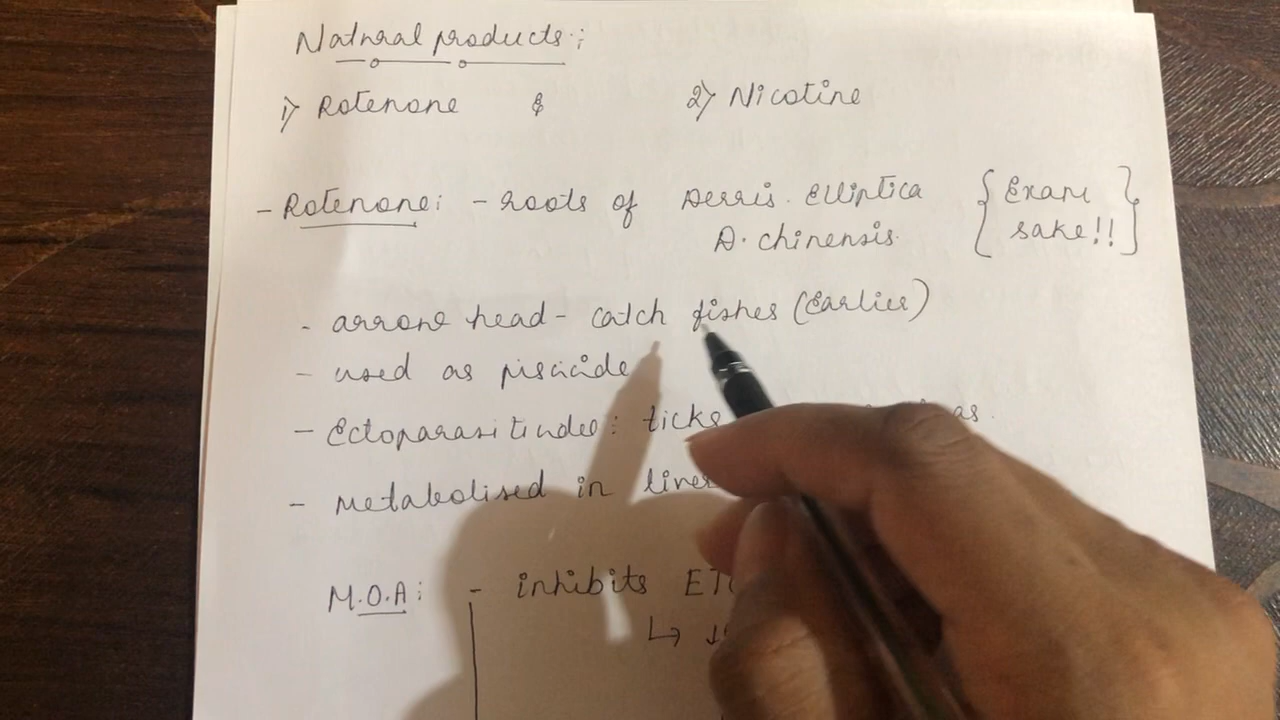 Natural products:
1) Rotenone & 2) Nicotine
- Rotenone: - roots of Derris. Elliptica { Exam
D. chinensis. sake!! }
- arrow head - catch fishes (Earlier)
- used as piscicide
- Ectoparasiticides: ticks
- Metabolised in liver
M.O.A: - inhibits
↳